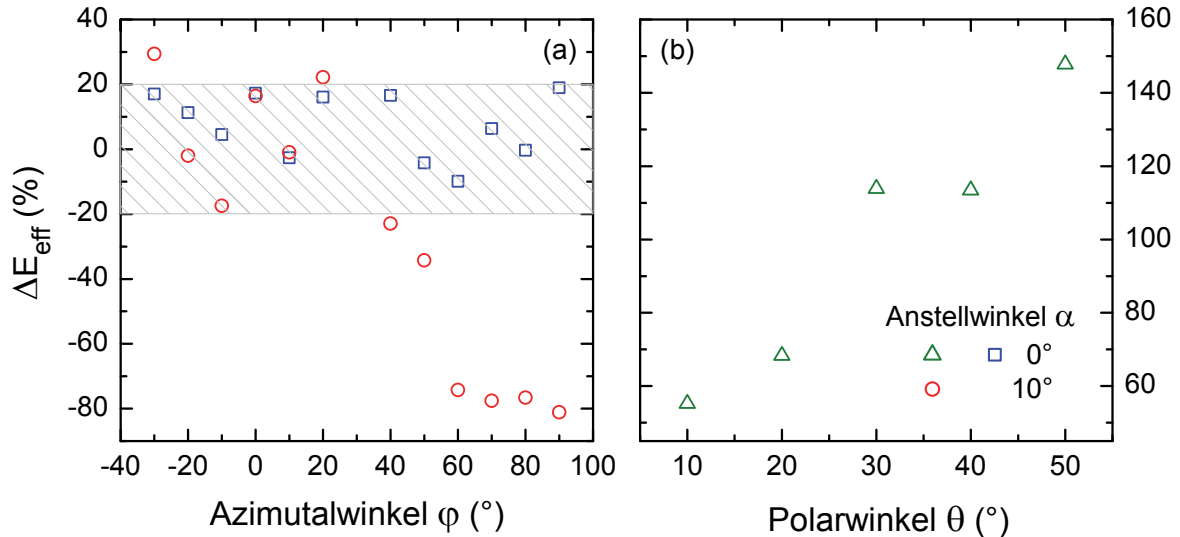 40
20
0
-20
-40
-60
-80
ΔE_eff (%)
(a)
-40 -20 0 20 40 60 80 100
Azimutalwinkel φ (°)
(b)
160
140
120
100
80
60
Anstellwinkel α
0°
10°
10 20 30 40 50
Polarwinkel θ (°)